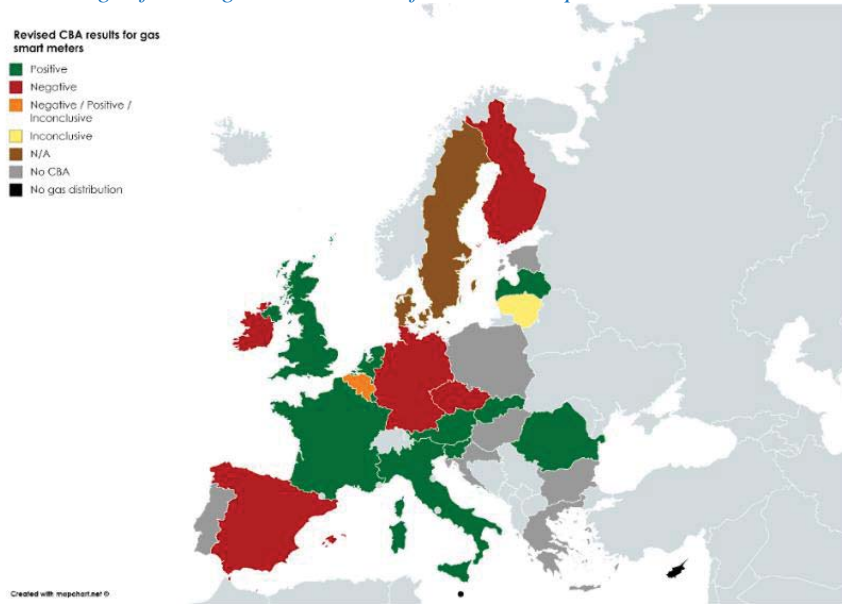 Revised CBA results for gas
smart meters
Positive
Negative
Negative / Positive /
Inconclusive
Inconclusive
N/A
No CBA
No gas distribution
Created with mapchart.net ©